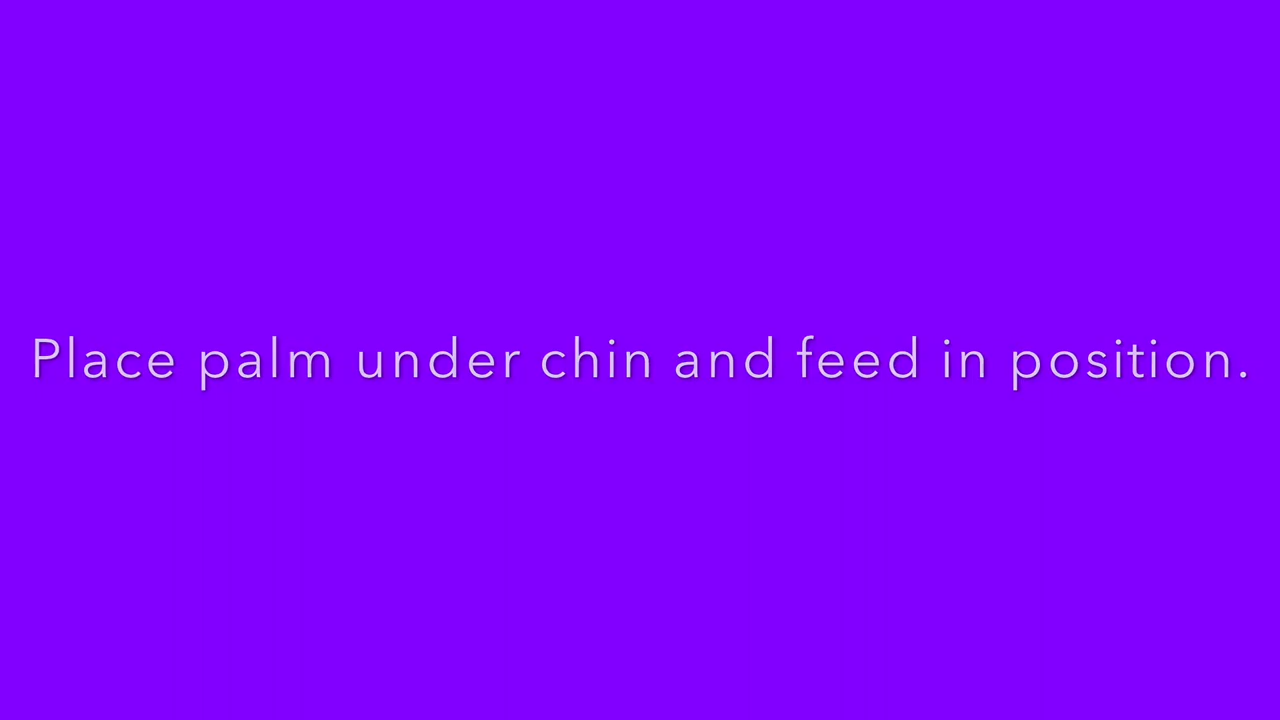 Place palm under chin and feed in position.